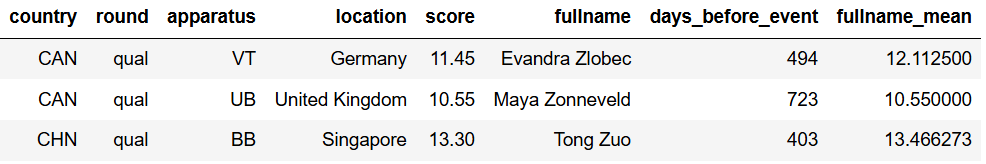 country round apparatus location score fullname days_before_event fullname_mean
CAN qual VT Germany 11.45 Evandra Zlobec 494 12.112500
CAN qual UB United Kingdom 10.55 Maya Zonneveld 723 10.550000
CHN qual BB Singapore 13.30 Tong Zuo 403 13.466273